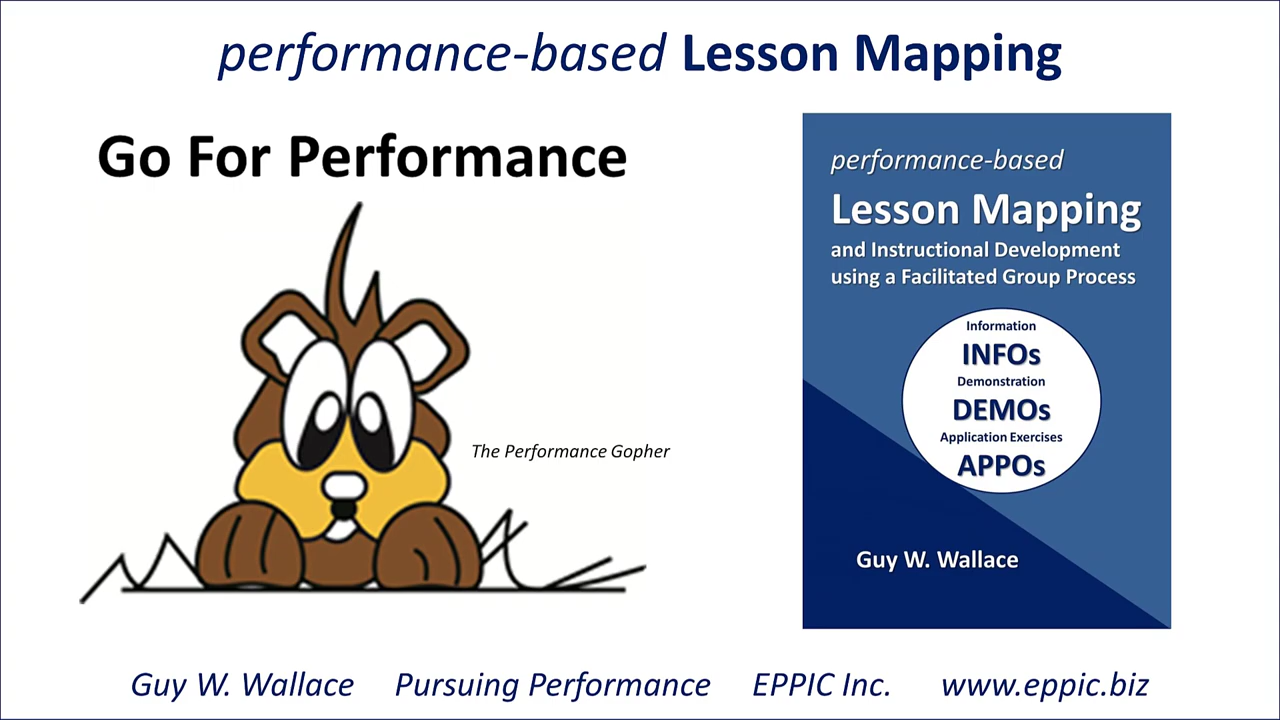 performance-based Lesson Mapping
Go For Performance
The Performance Gopher
performance-based
Lesson Mapping
and Instructional Development
using a Facilitated Group Process
Information
INFOs
Demonstration
DEMOs
Application Exercises
APPOs
Guy W. Wallace
Guy W. Wallace Pursuing Performance EPPIC Inc. www.eppic.biz